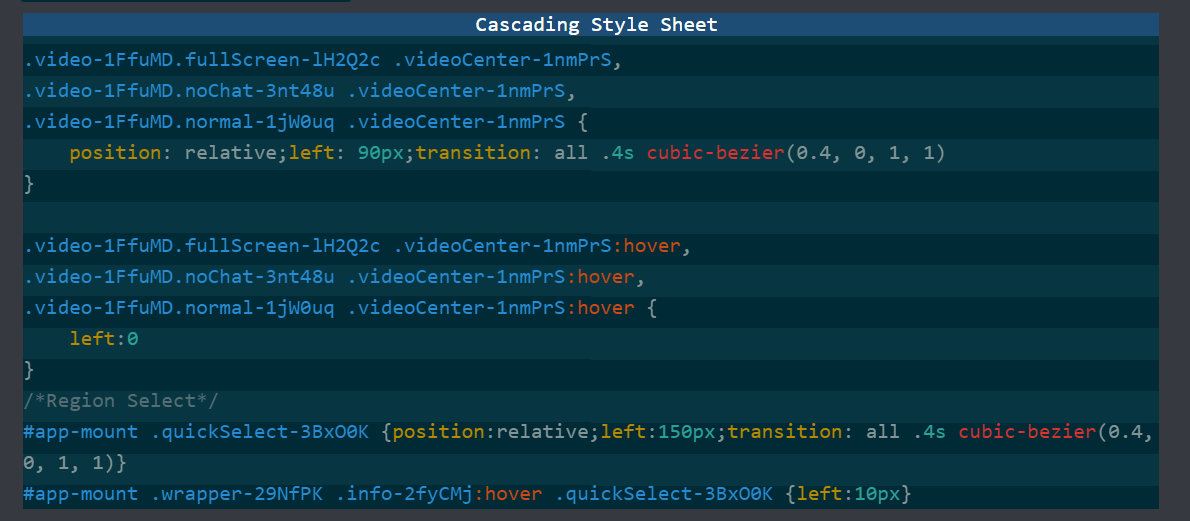 Cascading Style Sheet
.video-1FfuMD.fullScreen-lH2Q2c .videoCenter-1nmPrS,
.video-1FfuMD.noChat-3nt48u .videoCenter-1nmPrS,
.video-1FfuMD.normal-1jW0uq .videoCenter-1nmPrS {
    position: relative;left: 90px;transition: all .4s cubic-bezier(0.4, 0, 1, 1)
}
.video-1FfuMD.fullScreen-lH2Q2c .videoCenter-1nmPrS:hover,
.video-1FfuMD.noChat-3nt48u .videoCenter-1nmPrS:hover,
.video-1FfuMD.normal-1jW0uq .videoCenter-1nmPrS:hover {
    left:0
}
/*Region Select*/
#app-mount .quickSelect-3BxO0K {position:relative;left:150px;transition: all .4s cubic-bezier(0.4,
0, 1, 1)}
#app-mount .wrapper-29NfPK .info-2fyCMj:hover .quickSelect-3BxO0K {left:10px}